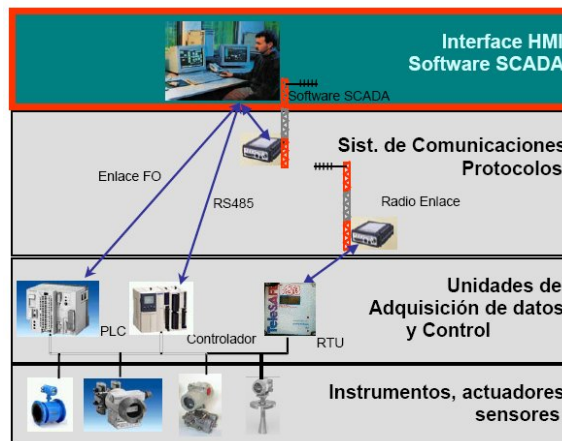 Interface HMI
Software SCADA
Software SCADA
Sist. de Comunicaciones
Protocolos
Enlace FO
RS485
Radio Enlace
Unidades de
Adquisición de datos
y Control
PLC
Controlador
RTU
TeleSAFE
Instrumentos, actuadores
sensores